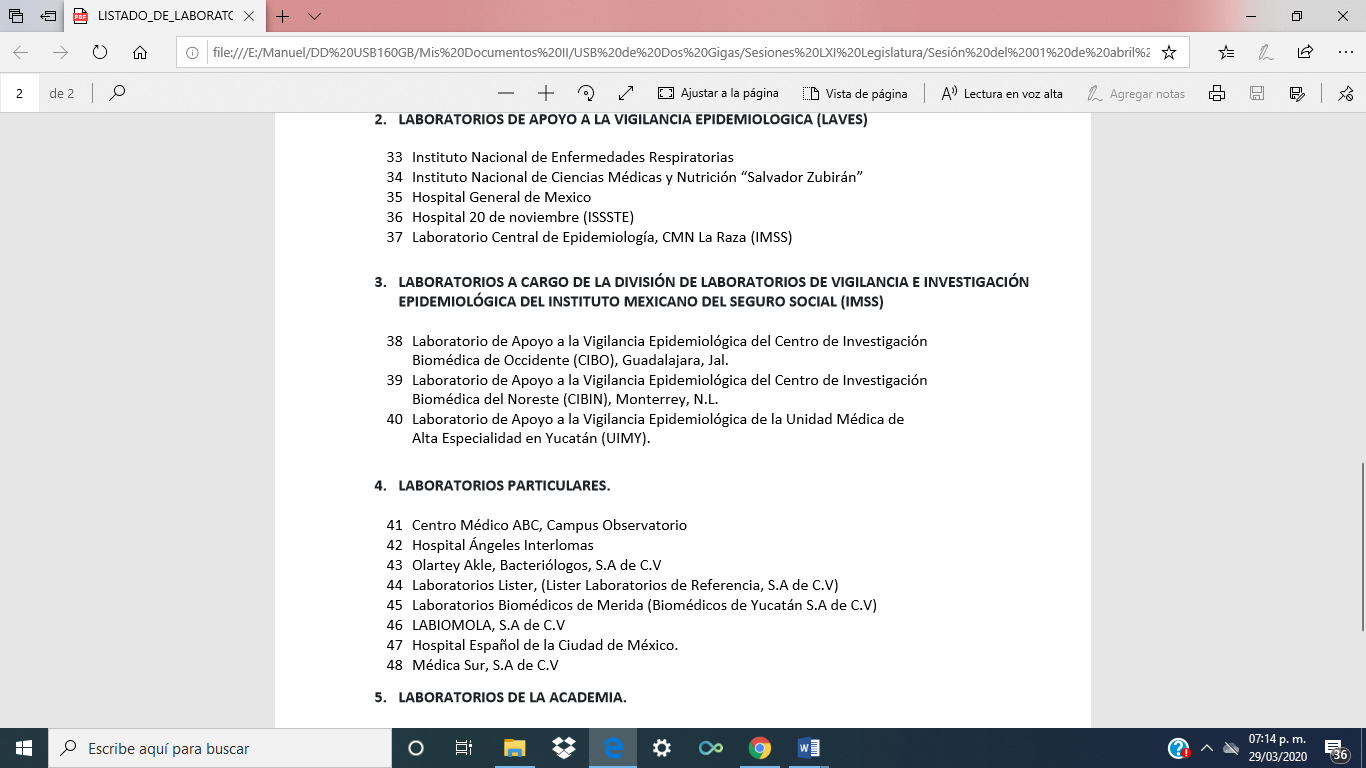 LISTADO_DE_LABORATO
file:///E:/Manuel/DD%20USB160GB/Mis%20Documentos%20II/USB%20de%20Dos%20Gigas/Sesiones%20LXI%20Legislatura/Sesión%20del%2001%20de%20abril%2
2 de 2
Ajustar a la página
Vista de página
Lectura en voz alta
Agregar notas
2. LABORATORIOS DE APOYO A LA VIGILANCIA EPIDEMIOLOGICA (LAVES)
33 Instituto Nacional de Enfermedades Respiratorias
34 Instituto Nacional de Ciencias Médicas y Nutrición “Salvador Zubirán”
35 Hospital General de Mexico
36 Hospital 20 de noviembre (ISSSTE)
37 Laboratorio Central de Epidemiología, CMN La Raza (IMSS)
3. LABORATORIOS A CARGO DE LA DIVISIÓN DE LABORATORIOS DE VIGILANCIA E INVESTIGACIÓN
EPIDEMIOLÓGICA DEL INSTITUTO MEXICANO DEL SEGURO SOCIAL (IMSS)
38 Laboratorio de Apoyo a la Vigilancia Epidemiológica del Centro de Investigación
Biomédica de Occidente (CIBO), Guadalajara, Jal.
39 Laboratorio de Apoyo a la Vigilancia Epidemiológica del Centro de Investigación
Biomédica del Noreste (CIBIN), Monterrey, N.L.
40 Laboratorio de Apoyo a la Vigilancia Epidemiológica de la Unidad Médica de
Alta Especialidad en Yucatán (UIMY).
4. LABORATORIOS PARTICULARES.
41 Centro Médico ABC, Campus Observatorio
42 Hospital Ángeles Interlomas
43 Olartey Akle, Bacteriólogos, S.A de C.V
44 Laboratorios Lister, (Lister Laboratorios de Referencia, S.A de C.V)
45 Laboratorios Biomédicos de Merida (Biomédicos de Yucatán S.A de C.V)
46 LABIOMOLA, S.A de C.V
47 Hospital Español de la Ciudad de México.
48 Médica Sur, S.A de C.V
5. LABORATORIOS DE LA ACADEMIA.
Escribe aquí para buscar
07:14 p. m.
29/03/2020
36